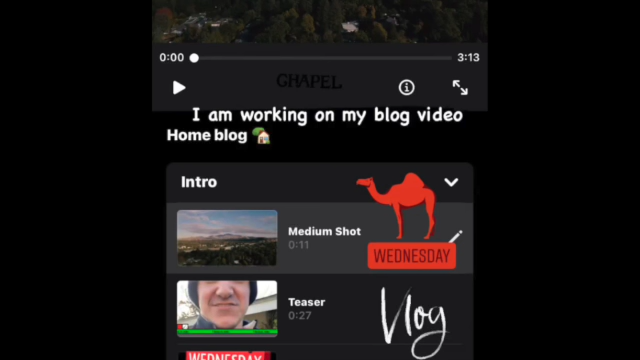 0:00
3:13
CHAPEL
I am working on my blog video
Home blog
Intro
Medium Shot
0:11
WEDNESDAY
Teaser
0:27
Vlog
WEDNESDAY